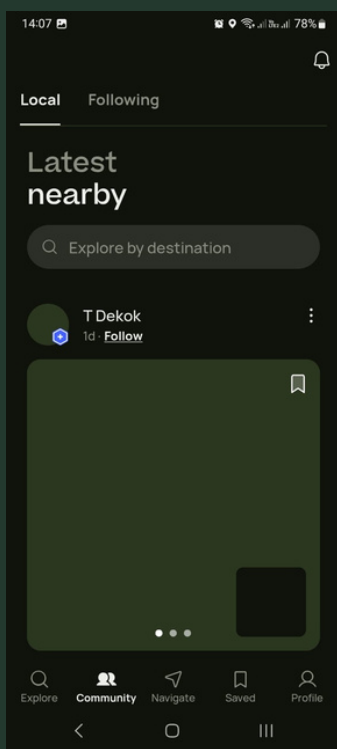 14:07
78%
Local Following
Latest
nearby
Explore by destination
T Dekok
1d · Follow
Explore Community Navigate Saved Profile